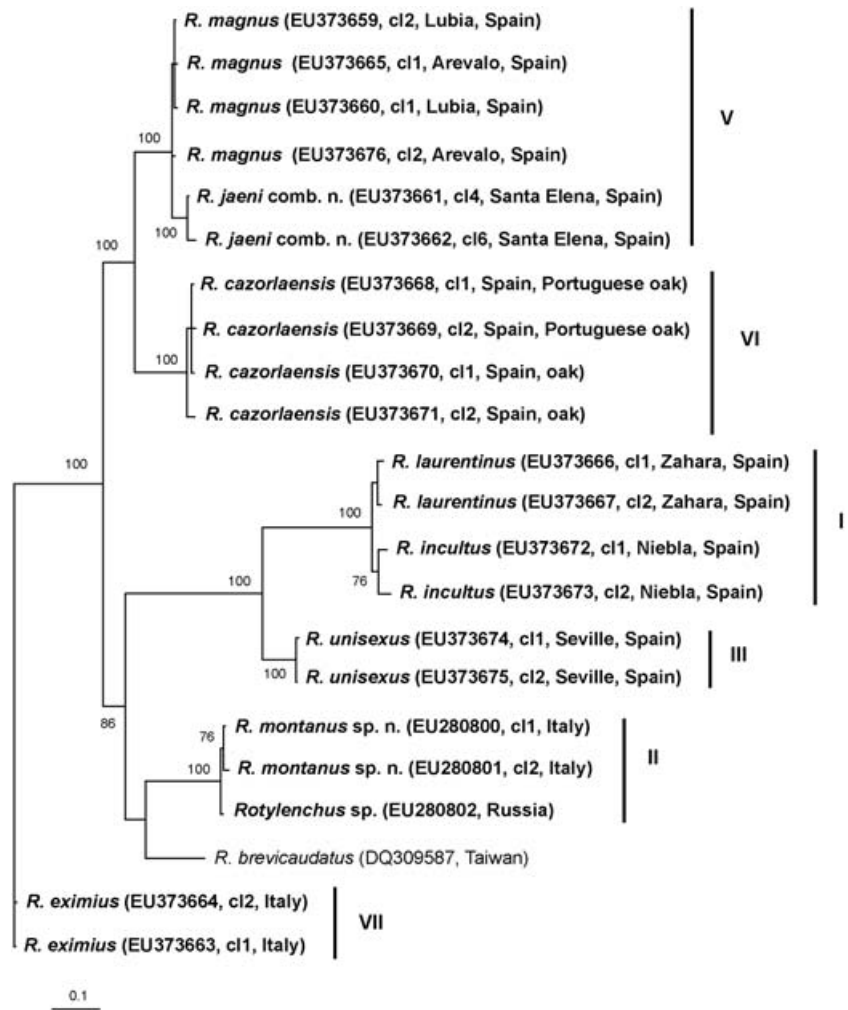 R. magnus (EU373659, cl2, Lubia, Spain)
R. magnus (EU373665, cl1, Arevalo, Spain)
R. magnus (EU373660, cl1, Lubia, Spain)
V
100
R. magnus (EU373676, cl2, Arevalo, Spain)
R. jaeni comb. n. (EU373661, cl4, Santa Elena, Spain)
100
R. jaeni comb. n. (EU373662, cl6, Santa Elena, Spain)
100
R. cazorlaensis (EU373668, cl1, Spain, Portuguese oak)
R. cazorlaensis (EU373669, cl2, Spain, Portuguese oak)
VI
100
R. cazorlaensis (EU373670, cl1, Spain, oak)
R. cazorlaensis (EU373671, cl2, Spain, oak)
100
R. laurentinus (EU373666, cl1, Zahara, Spain)
R. laurentinus (EU373667, cl2, Zahara, Spain)
I
100
R. incultus (EU373672, cl1, Niebla, Spain)
76
R. incultus (EU373673, cl2, Niebla, Spain)
100
R. unisexus (EU373674, cl1, Seville, Spain)
III
100
R. unisexus (EU373675, cl2, Seville, Spain)
86
R. montanus sp. n. (EU280800, cl1, Italy)
76
II
100
R. montanus sp. n. (EU280801, cl2, Italy)
Rotylenchus sp. (EU280802, Russia)
R. brevicaudatus (DQ309587, Taiwan)
R. eximius (EU373664, cl2, Italy)
VII
R. eximius (EU373663, cl1, Italy)
0.1